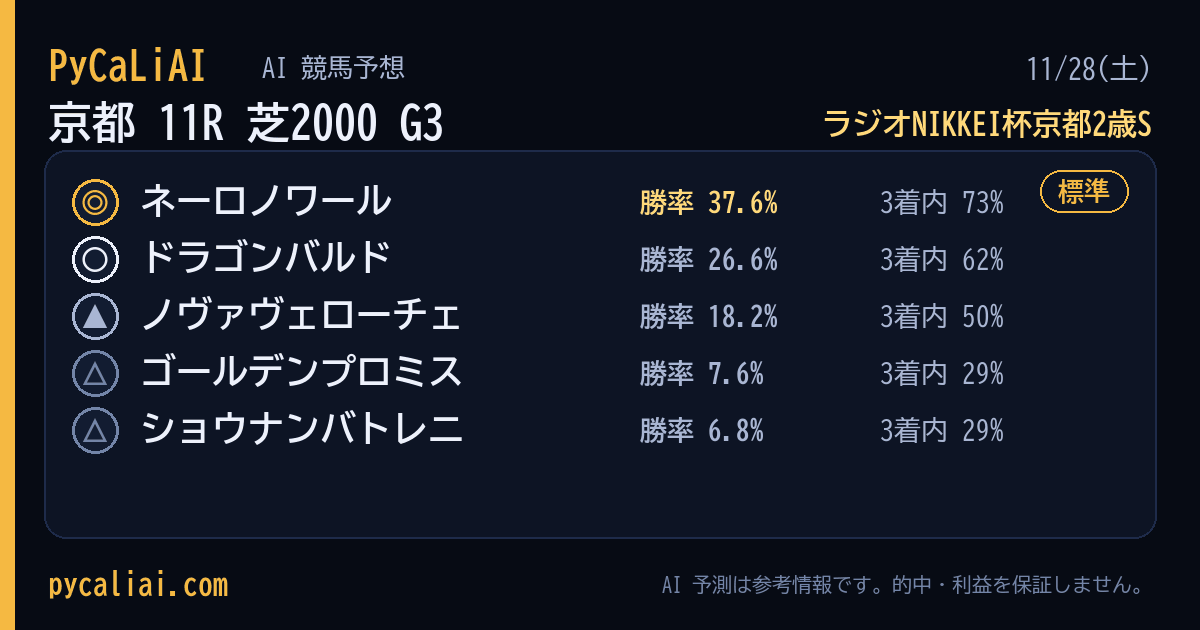 PyCaLiAI AI 競馬予想 11/28(土)
京都 11R 芝2000 G3 ラジオNIKKEI杯京都2歳S
◎ ネーロノワール 勝率 37.6% 3着内 73% 標準
○ ドラゴンバルド 勝率 26.6% 3着内 62%
▲ ノヴァヴェローチェ 勝率 18.2% 3着内 50%
△ ゴールデンプロミス 勝率 7.6% 3着内 29%
△ ショウナンバトレニ 勝率 6.8% 3着内 29%
pycaliai.com AI 予測は参考情報です。的中・利益を保証しません。